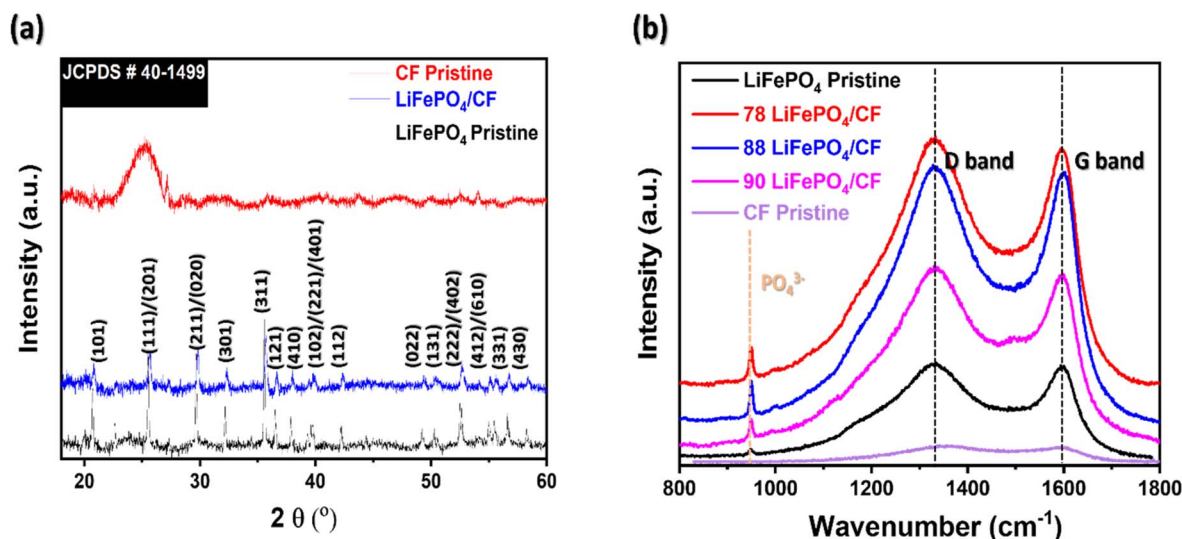 (a)
JCPDS # 40-1499
CF Pristine
LiFePO₄/CF
LiFePO₄ Pristine
Intensity (a.u.)
(101)
(111)/(201)
(211)/(020)
(301)
(311)
(121)
(410)
(102)/(221)/(401)
(112)
(022)
(131)
(222)/(402)
(412)/(610)
(331)
(430)
20 30 40 50 60
2 θ (°)
(b)
LiFePO₄ Pristine
78 LiFePO₄/CF
88 LiFePO₄/CF
90 LiFePO₄/CF
CF Pristine
D band
G band
PO₄³⁻
Intensity (a.u.)
800 1000 1200 1400 1600 1800
Wavenumber (cm⁻¹)